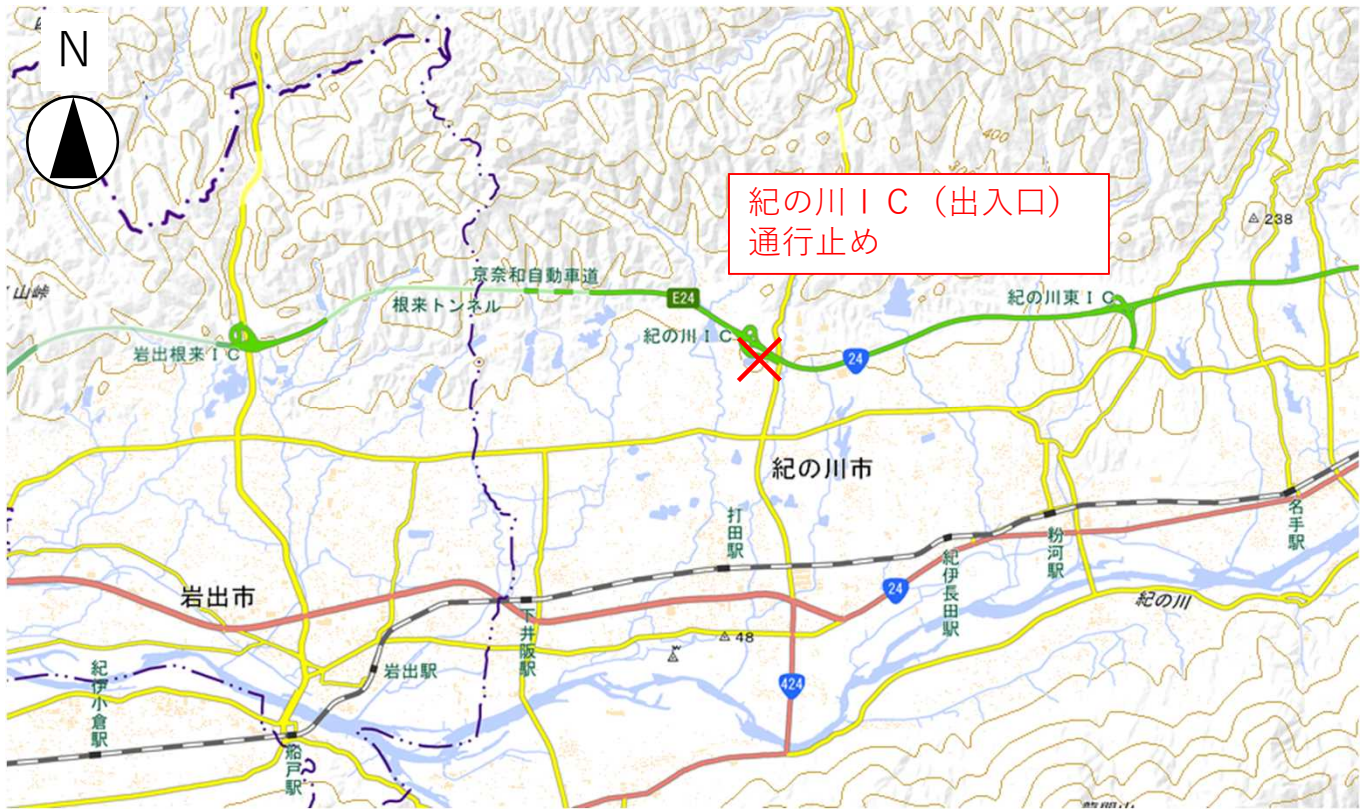 N
紀の川ＩＣ（出入口）
通行止め
400
238
山峠
京奈和自動車道
根来トンネル
E24
紀の川東ＩＣ
紀の川ＩＣ
岩出根来ＩＣ
24
紀の川市
打田駅
名手駅
粉河駅
紀伊長田駅
24
岩出市
紀の川
下井阪駅
48
岩出駅
紀伊小倉駅
424
船戸駅